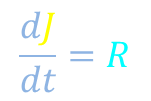 dJ/dt = R